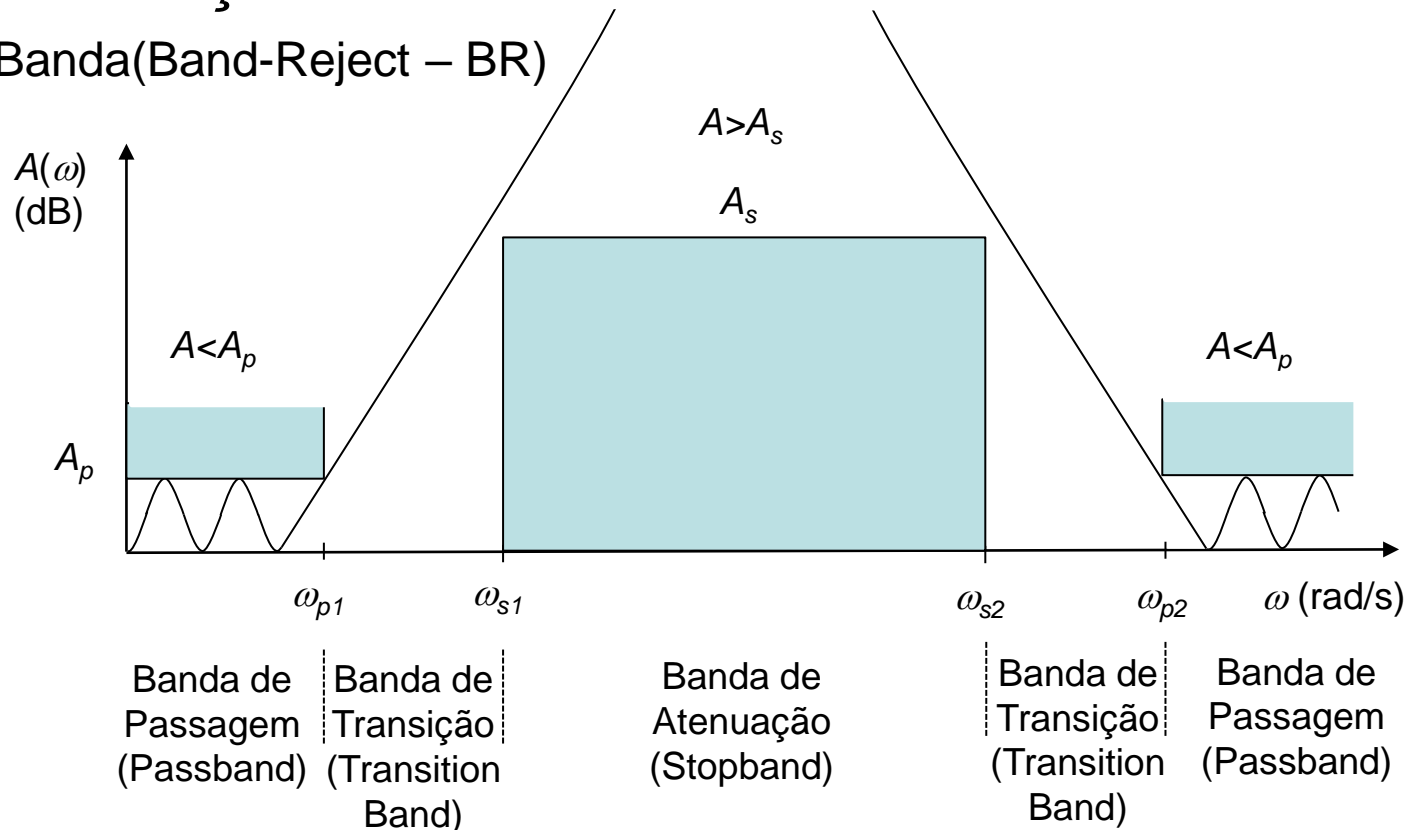 Banda(Band-Reject – BR)
A>Aₛ
A(ω)
(dB)
Aₛ
A<Aₚ
A<Aₚ
Aₚ
ωₚ₁
ωₛ₁
ωₛ₂
ωₚ₂
ω (rad/s)
Banda de
Passagem
(Passband)
Banda de
Transição
(Transition
Band)
Banda de
Atenuação
(Stopband)
Banda de
Transição
(Transition
Band)
Banda de
Passagem
(Passband)